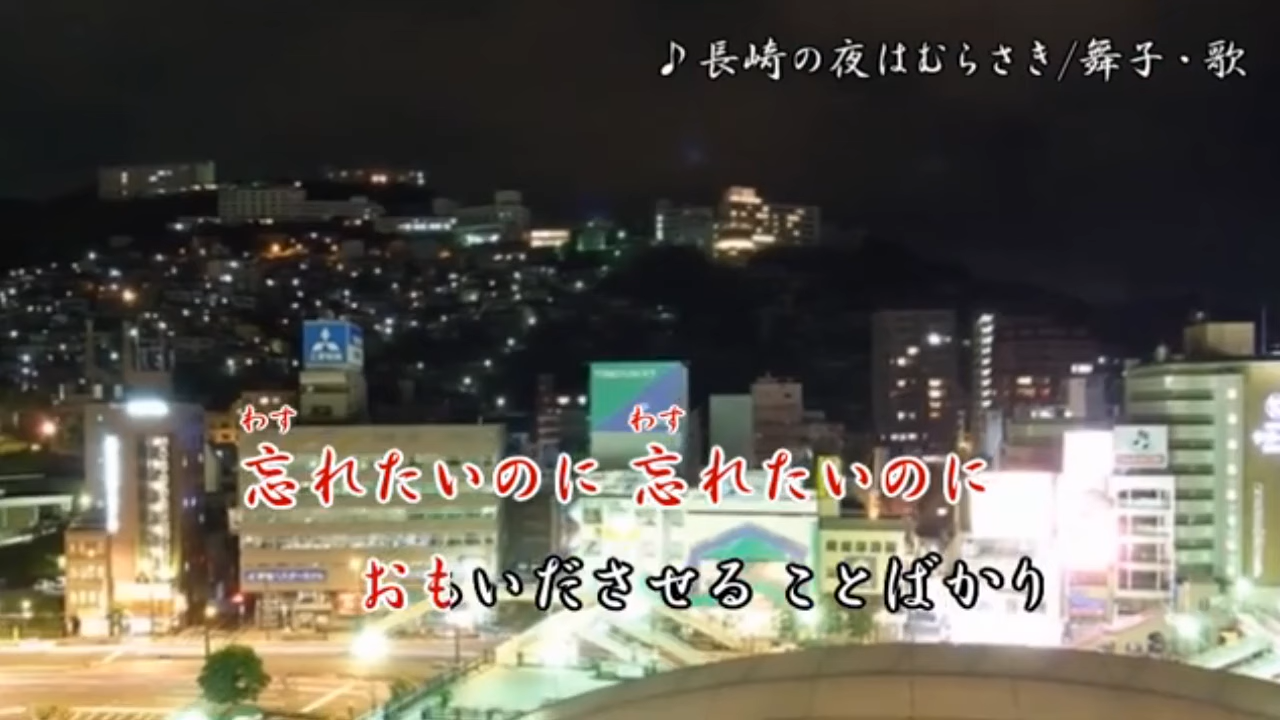 ♪長崎の夜はむらさき/舞子・歌
わす わす
忘れたいのに 忘れたいのに
おもいださせる ことばかり